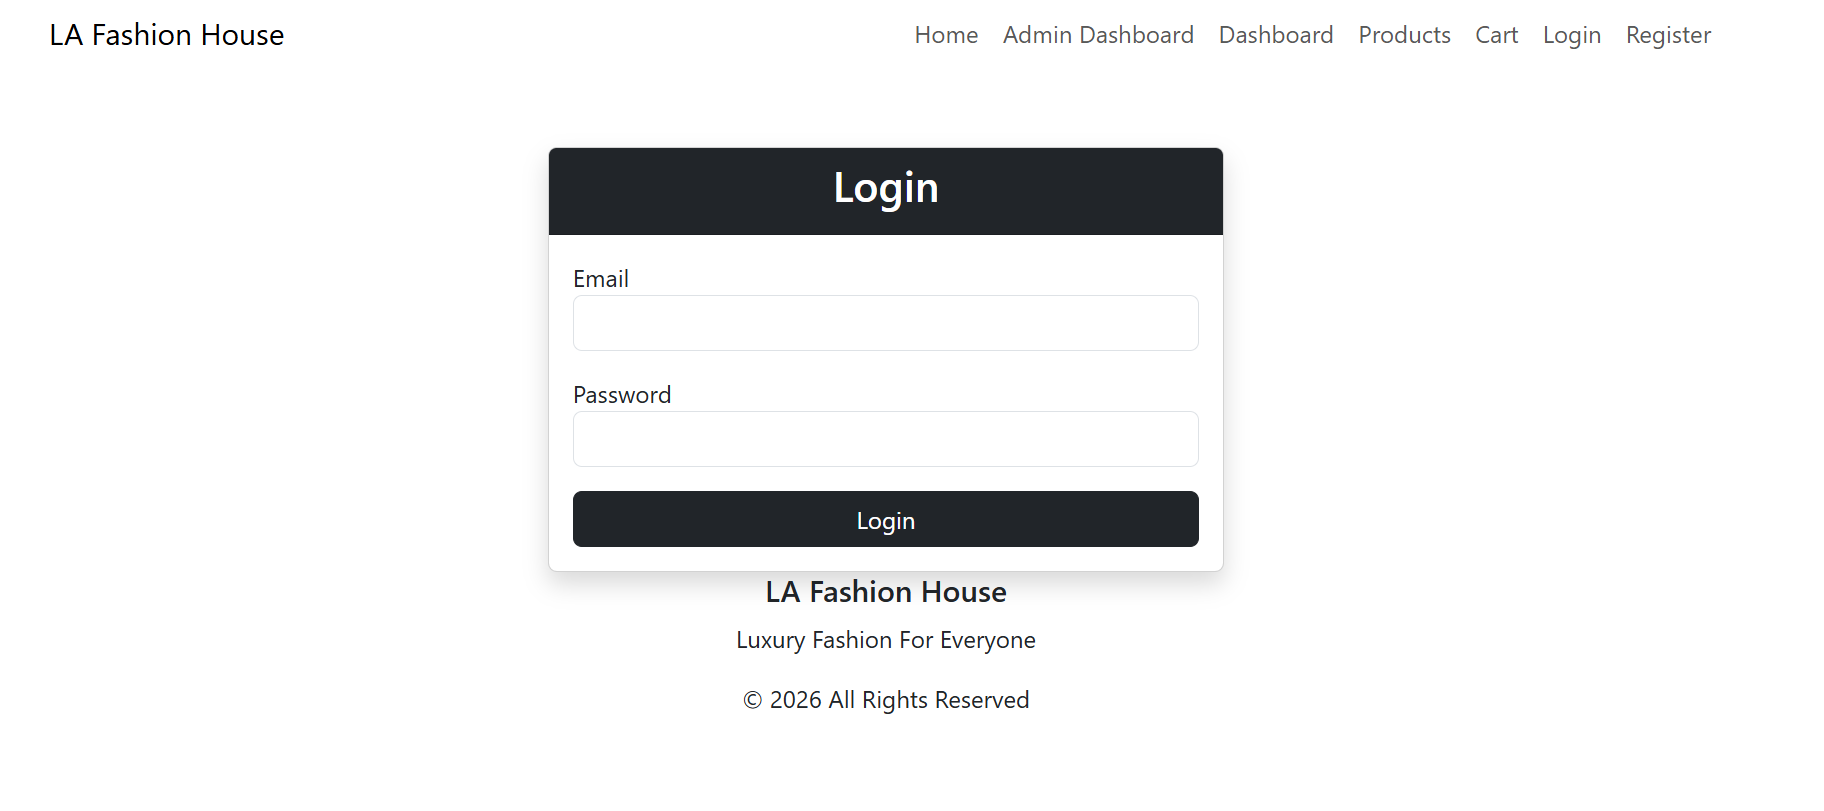 LA Fashion House
Home Admin Dashboard Dashboard Products Cart Login Register
Login
Email
Password
Login
LA Fashion House
Luxury Fashion For Everyone
© 2026 All Rights Reserved